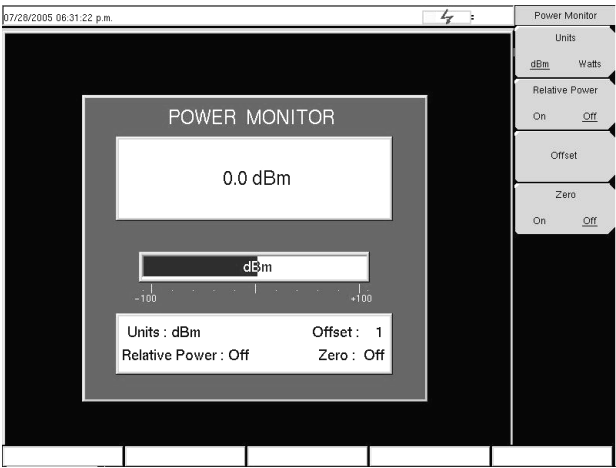 07/28/2005 06:31:22 p.m.
Power Monitor
Units
dBm Watts
Relative Power
On Off
Offset
Zero
On Off
POWER MONITOR
0.0 dBm
dBm
-100 +100
Units : dBm Offset : 1
Relative Power : Off Zero : Off